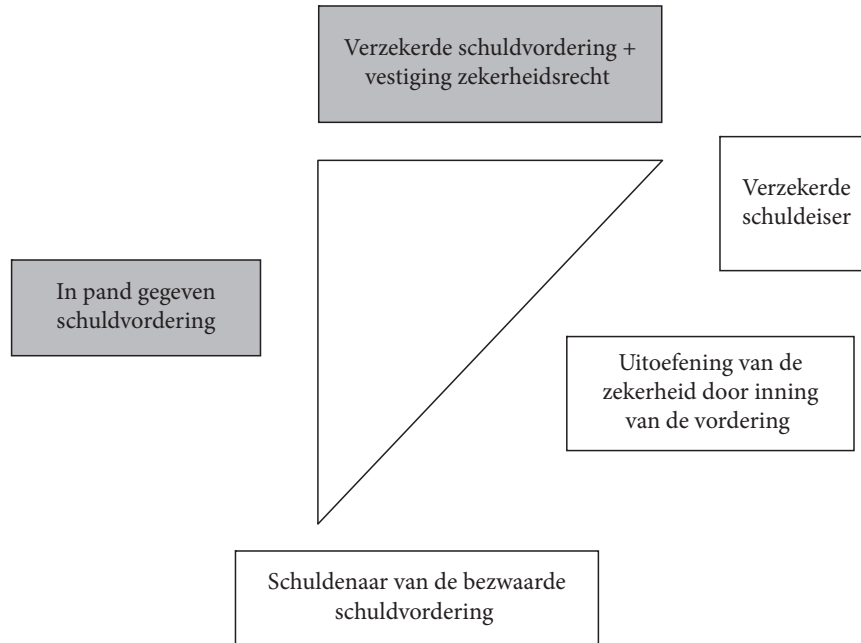 Verzekerde schuldvordering +
vestiging zekerheidsrecht
Verzekerde
schuldeiser
In pand gegeven
schuldvordering
Uitoefening van de
zekerheid door inning
van de vordering
Schuldenaar van de bezwaarde
schuldvordering